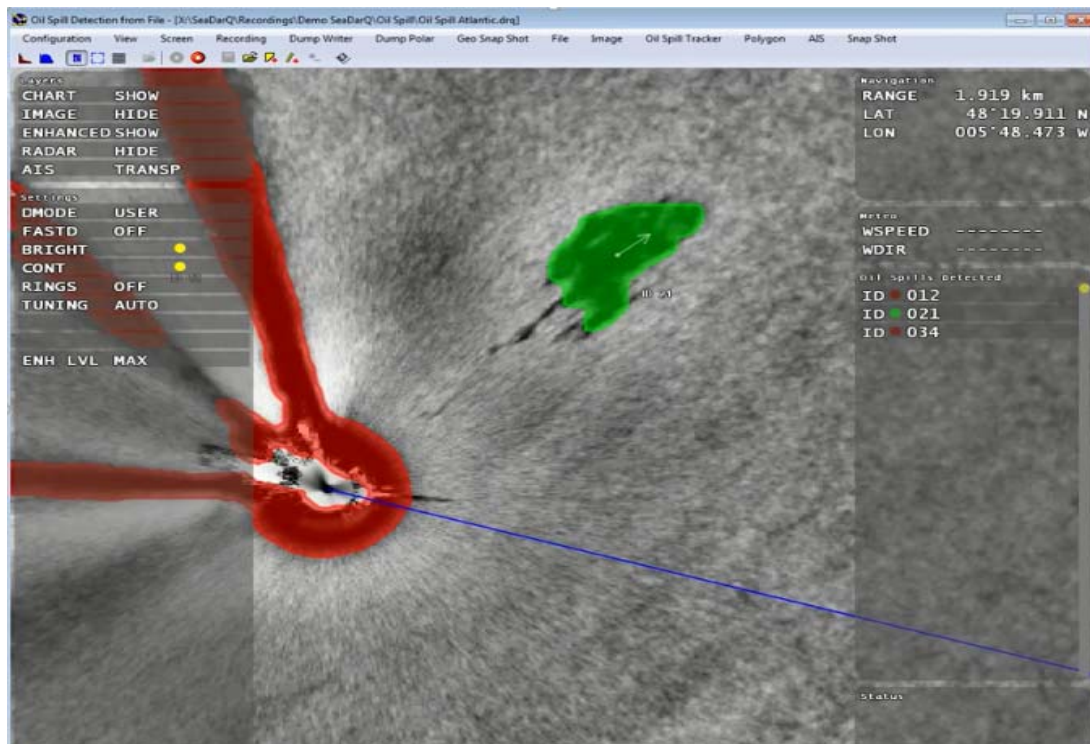 Oil Spill Detection from File - [X:\SeaDarQ\Recordings\Demo SeaDarQ\Oil Spill\Oil Spill Atlantic.drq]
Configuration View Screen Recording Dump Writer Dump Polar Geo Snap Shot File Image Oil Spill Tracker Polygon AIS Snap Shot
Layers
CHART SHOW
IMAGE HIDE
ENHANCED SHOW
RADAR HIDE
AIS TRANSP
Settings
DMODE USER
FASTD OFF
BRIGHT
CONT
RINGS OFF
TUNING AUTO
ENH LVL MAX
ID 21
Navigation
RANGE 1.919 km
LAT 48°19.911 N
LON 005°48.473 W
Meteo
WSPEED --------
WDIR --------
Oil Spills Detected
ID 012
ID 021
ID 034
Status